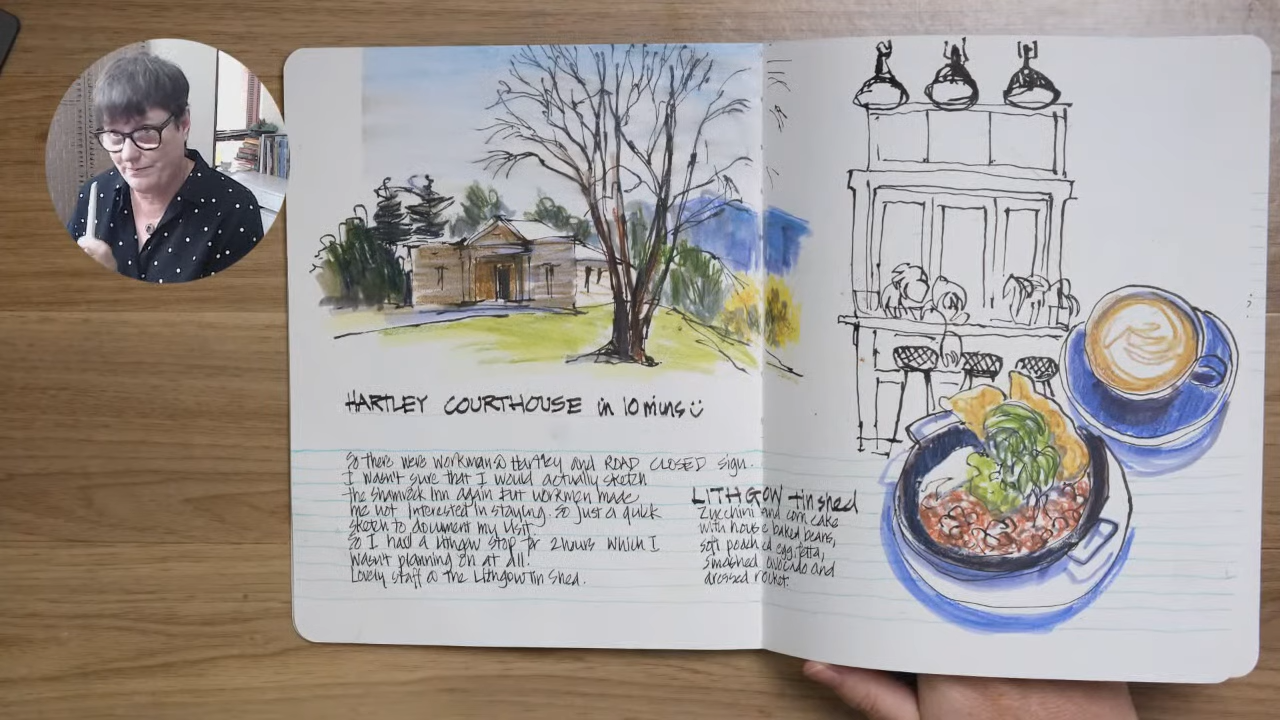 HARTLEY COURTHOUSE in 10 mins
So there were workman @ Hartley and ROAD CLOSED sign.
I wasn't sure that I would actually sketch
the Shamrock Inn again but workmen made
me not interested in staying. So just a quick
sketch to document my visit.
So I had a Lithgow stop for 2 hours which I
wasn't planning on at all.
Lovely staff @ The Lithgow Tin Shed.
LITHGOW tin shed
Zucchini and corn cake
with house baked beans,
soft poached egg, fetta,
smashed avocado and
dressed rocket.